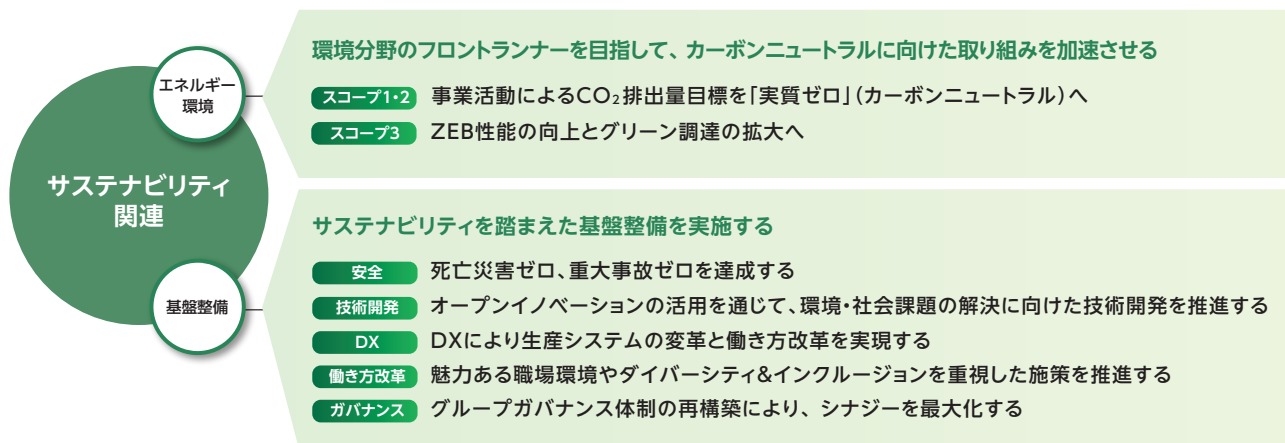 サステナビリティ
関連
エネルギー
環境
環境分野のフロントランナーを目指して、カーボンニュートラルに向けた取り組みを加速させる
スコープ1・2 事業活動によるCO₂排出量目標を「実質ゼロ」(カーボンニュートラル)へ
スコープ3 ZEB性能の向上とグリーン調達の拡大へ
基盤整備
サステナビリティを踏まえた基盤整備を実施する
安全 死亡災害ゼロ、重大事故ゼロを達成する
技術開発 オープンイノベーションの活用を通じて、環境・社会課題の解決に向けた技術開発を推進する
DX DXにより生産システムの変革と働き方改革を実現する
働き方改革 魅力ある職場環境やダイバーシティ&インクルージョンを重視した施策を推進する
ガバナンス グループガバナンス体制の再構築により、シナジーを最大化する